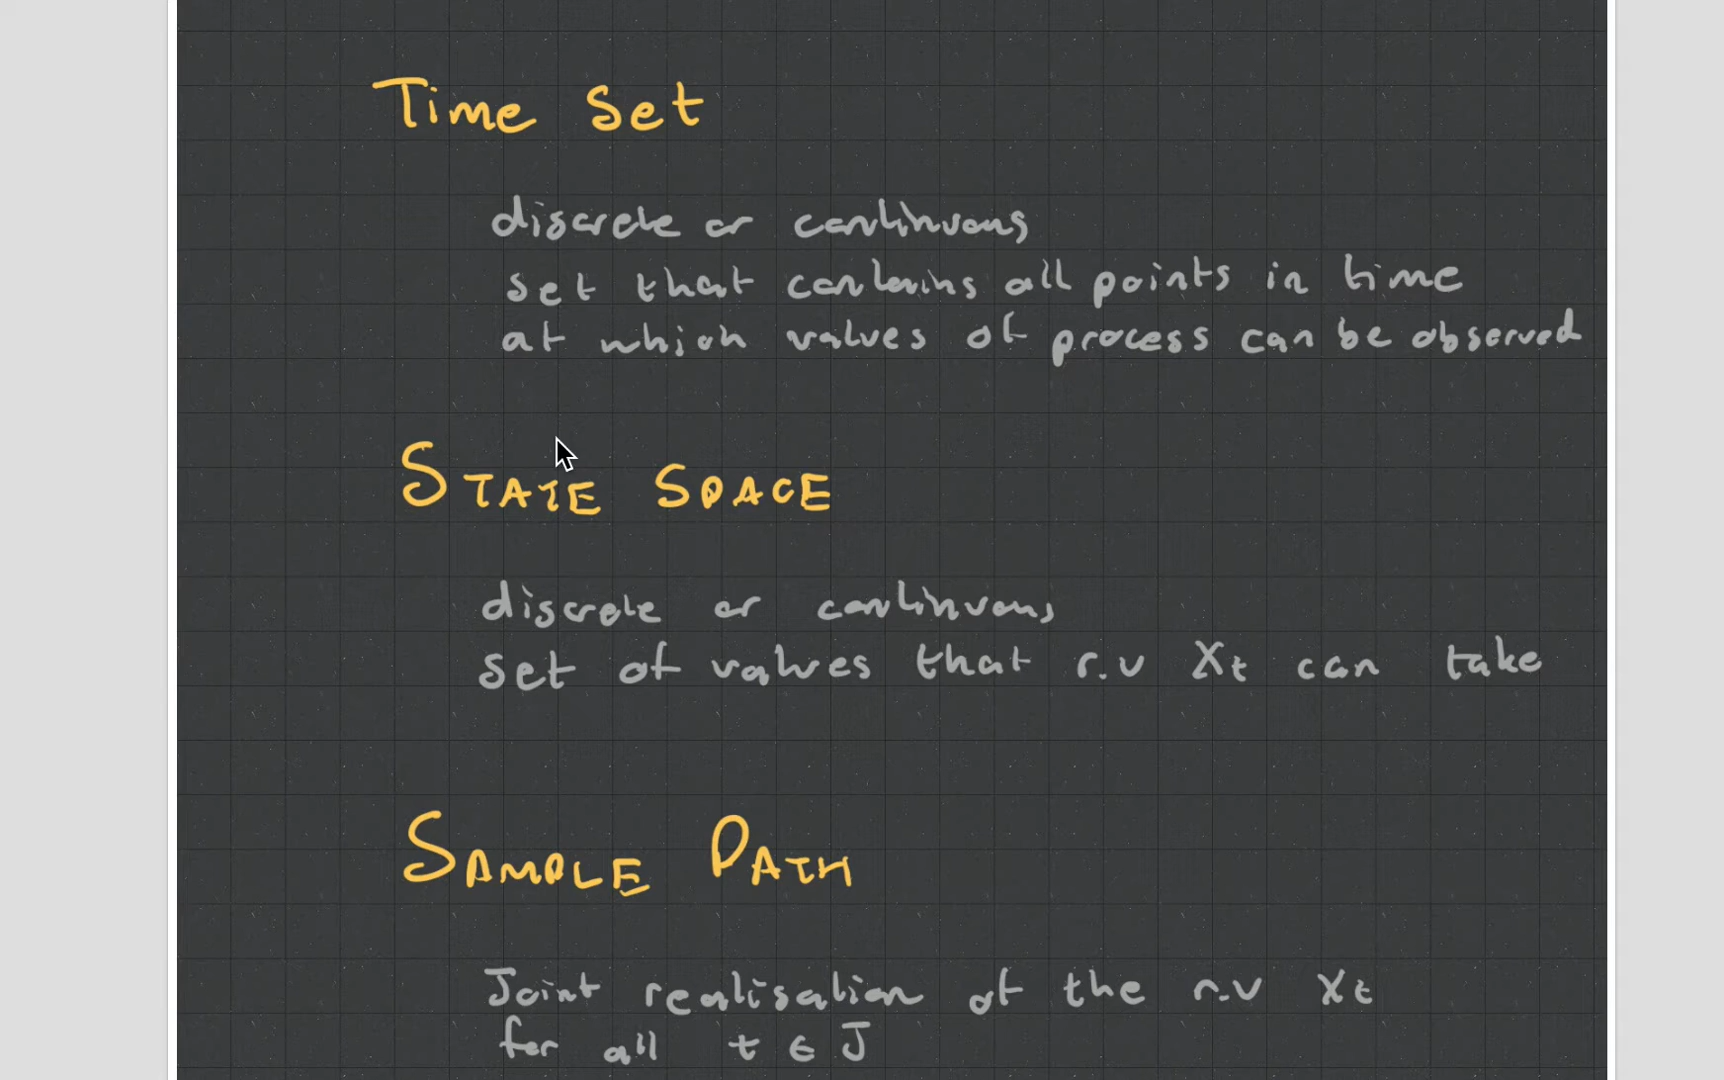 Time Set
discrete or continuous
set that contains all points in time
at which values of process can be observed
STATE SPACE
discrete or continuous
set of values that r.v Xt can take
SAMPLE PATH
Joint realisation of the r.v Xt
for all t ∈ J